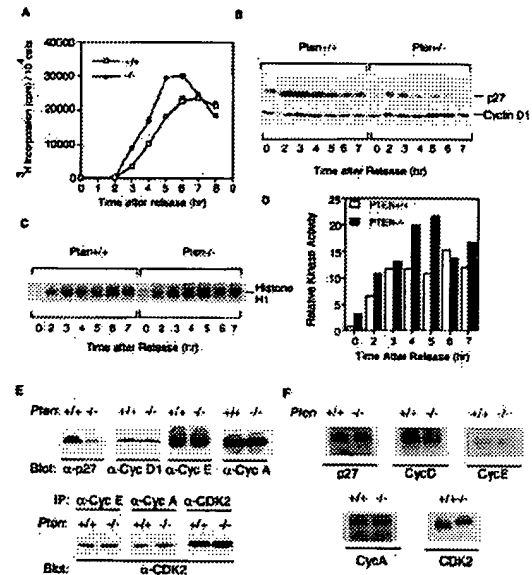 A
³H Incorporation (cpm) / 10⁴ cells
40000
30000
20000
10000
0
+/+
-/-
0 1 2 3 4 5 6 7 8 9
Time after release (hr)
B
Pten+/+ Pten-/-
p27
Cyclin D1
0 2 3 4 5 6 7 0 2 3 4 5 6 7
Time after Release (hr)
C
Pten+/+ Pten-/-
Histone
H1
0 2 3 4 5 6 7 0 2 3 4 5 6 7
Time after Release (hr)
D
Relative Kinase Activity
25
20
15
10
5
0
PTEN+/+
PTEN-/-
0 2 3 4 5 6 7
Time After Release (hr)
E
Pten: +/+ -/- +/+ -/- +/+ -/- +/+ -/-
Blot: α-p27 α-Cyc D1 α-Cyc E α-Cyc A
IP: α-Cyc E α-Cyc A α-CDK2
Pten: +/+ -/- +/+ -/- +/+ -/-
Blot: α-CDK2
F
Pten +/+ -/- +/+ -/- +/+ -/-
p27 CycD CycE
+/+ -/- +/+ -/-
CycA CDK2